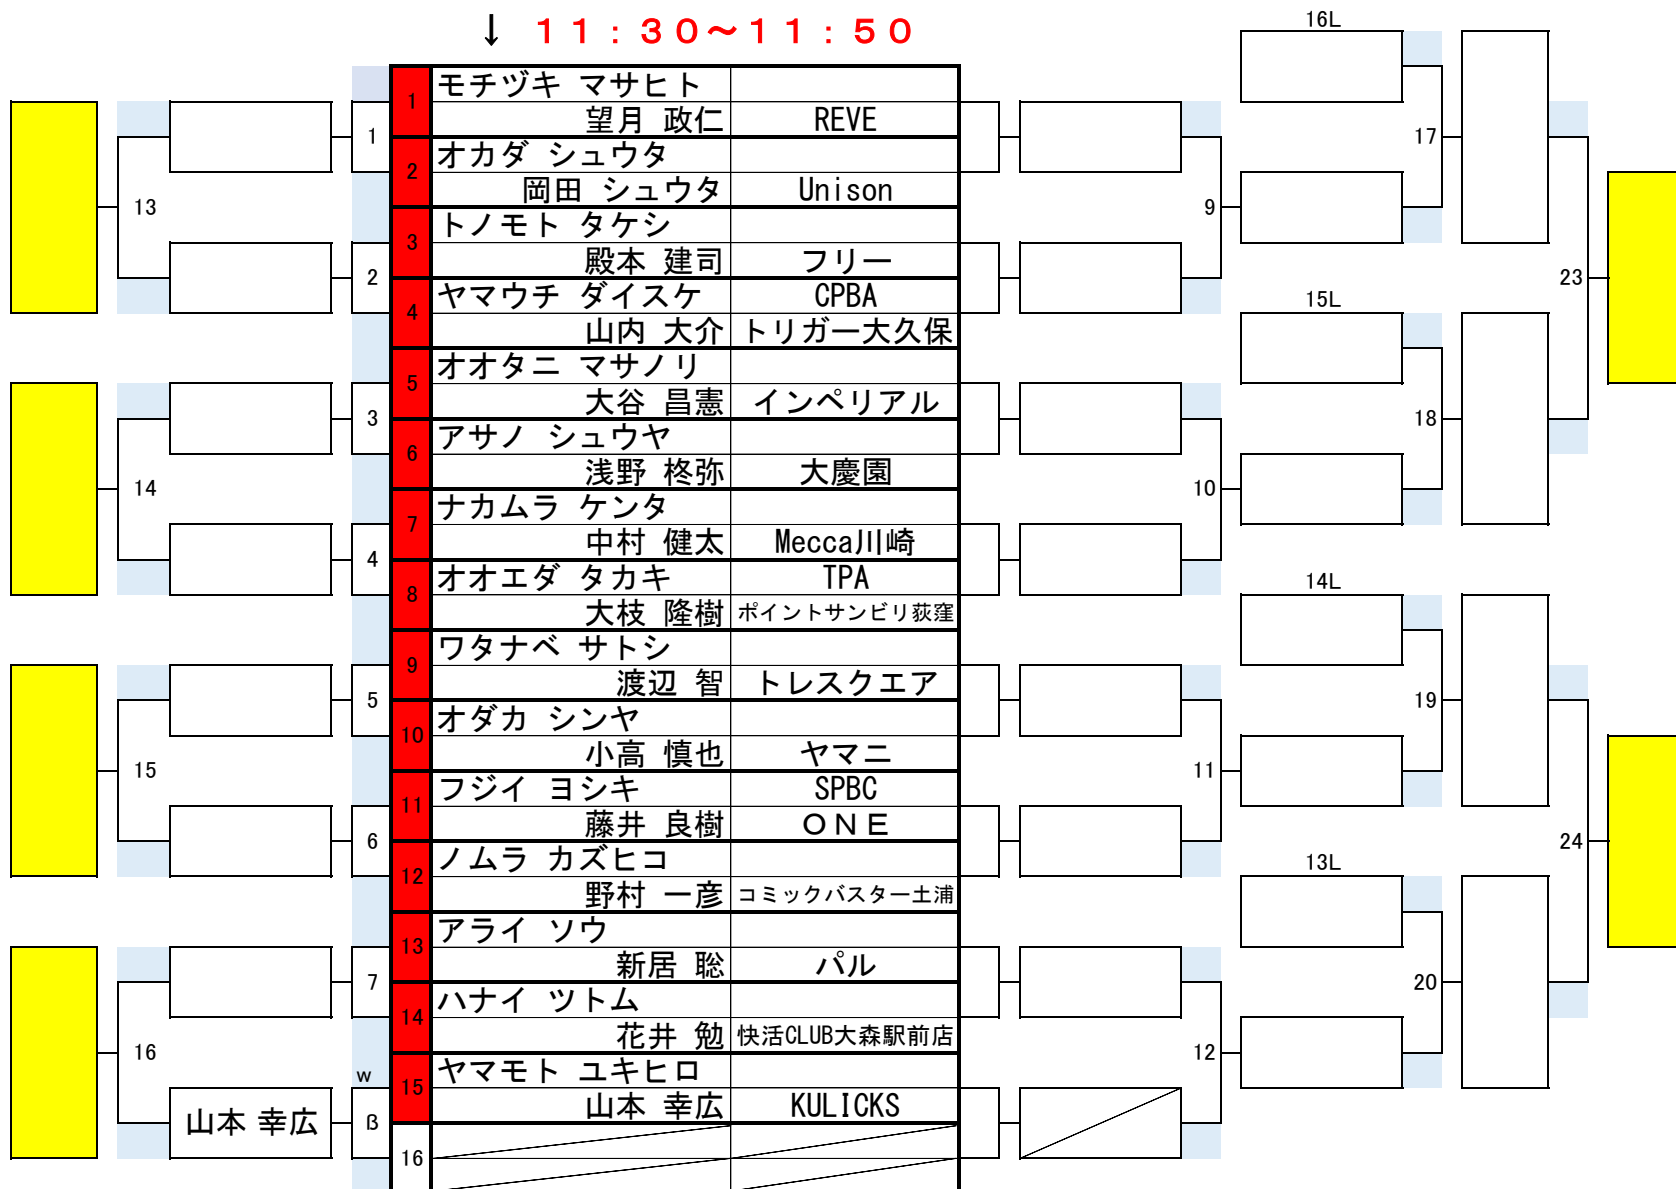 ↓ １１：３０～１１：５０
16L
モチヅキ マサヒト
1
望月 政仁 REVE
1
17
オカダ シュウタ
2
岡田 シュウタ Unison
13
9
トノモト タケシ
3
殿本 建司 フリー
2
23
ヤマウチ ダイスケ CPBA
4
山内 大介 トリガー大久保
15L
オオタニ マサノリ
5
大谷 昌憲 インペリアル
3
18
アサノ シュウヤ
6
浅野 柊弥 大慶園
14
10
ナカムラ ケンタ
7
中村 健太 Mecca川崎
4
オオエダ タカキ TPA
14L
8
大枝 隆樹 ポイントサンビリ荻窪
ワタナベ サトシ
9
渡辺 智 トレスクエア
5
19
オダカ シンヤ
10
小高 慎也 ヤマニ
15
11
フジイ ヨシキ SPBC
11
藤井 良樹 ＯＮＥ
6
24
ノムラ カズヒコ
13L
12
野村 一彦 コミックバスター土浦
アライ ソウ
13
新居 聡 パル
7
20
ハナイ ツトム
14
花井 勉 快活CLUB大森駅前店
16
12
w
ヤマモト ユキヒロ
15
山本 幸広 KULICKS
山本 幸広
16